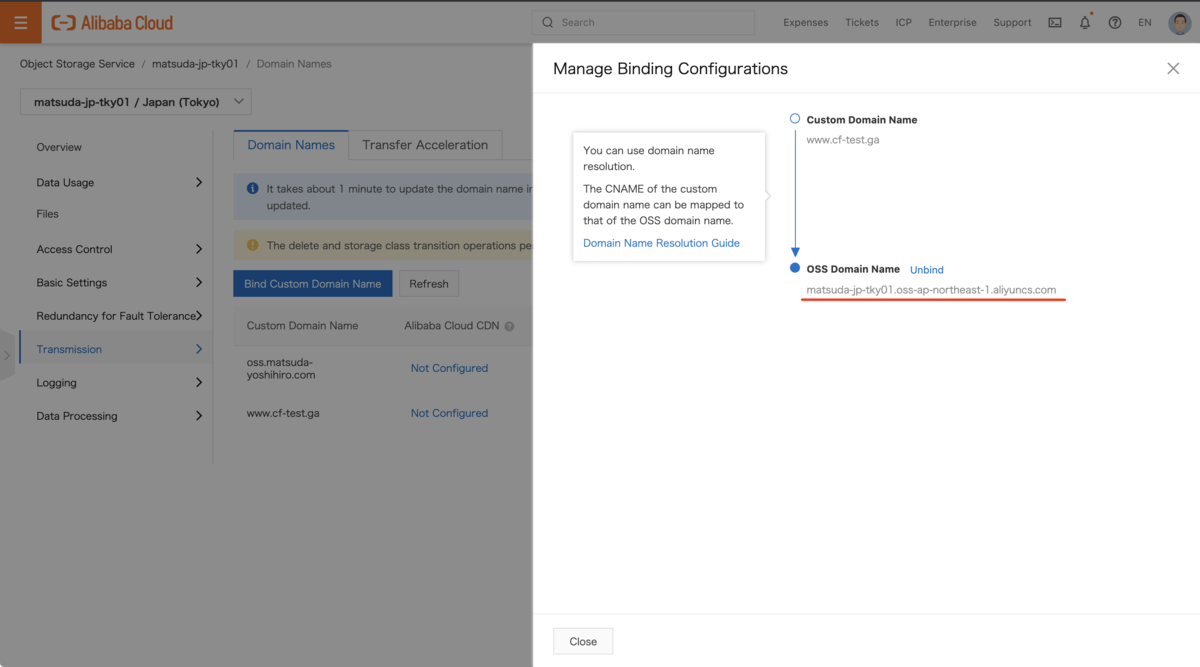 Alibaba Cloud
Search
Expenses Tickets ICP Enterprise Support EN
Object Storage Service / matsuda-jp-tky01 / Domain Names
matsuda-jp-tky01 / Japan (Tokyo)
Overview
Data Usage
Files
Access Control
Basic Settings
Redundancy for Fault Tolerance
Transmission
Logging
Data Processing
Domain Names
Transfer Acceleration
It takes about 1 minute to update the domain name in
updated.
The delete and storage class transition operations pe
Bind Custom Domain Name
Refresh
Custom Domain Name Alibaba Cloud CDN
oss.matsuda-
yoshihiro.com
Not Configured
www.cf-test.ga
Not Configured
Manage Binding Configurations
You can use domain name
resolution.
The CNAME of the custom
domain name can be mapped to
that of the OSS domain name.
Domain Name Resolution Guide
Custom Domain Name
www.cf-test.ga
OSS Domain Name Unbind
matsuda-jp-tky01.oss-ap-northeast-1.aliyuncs.com
Close